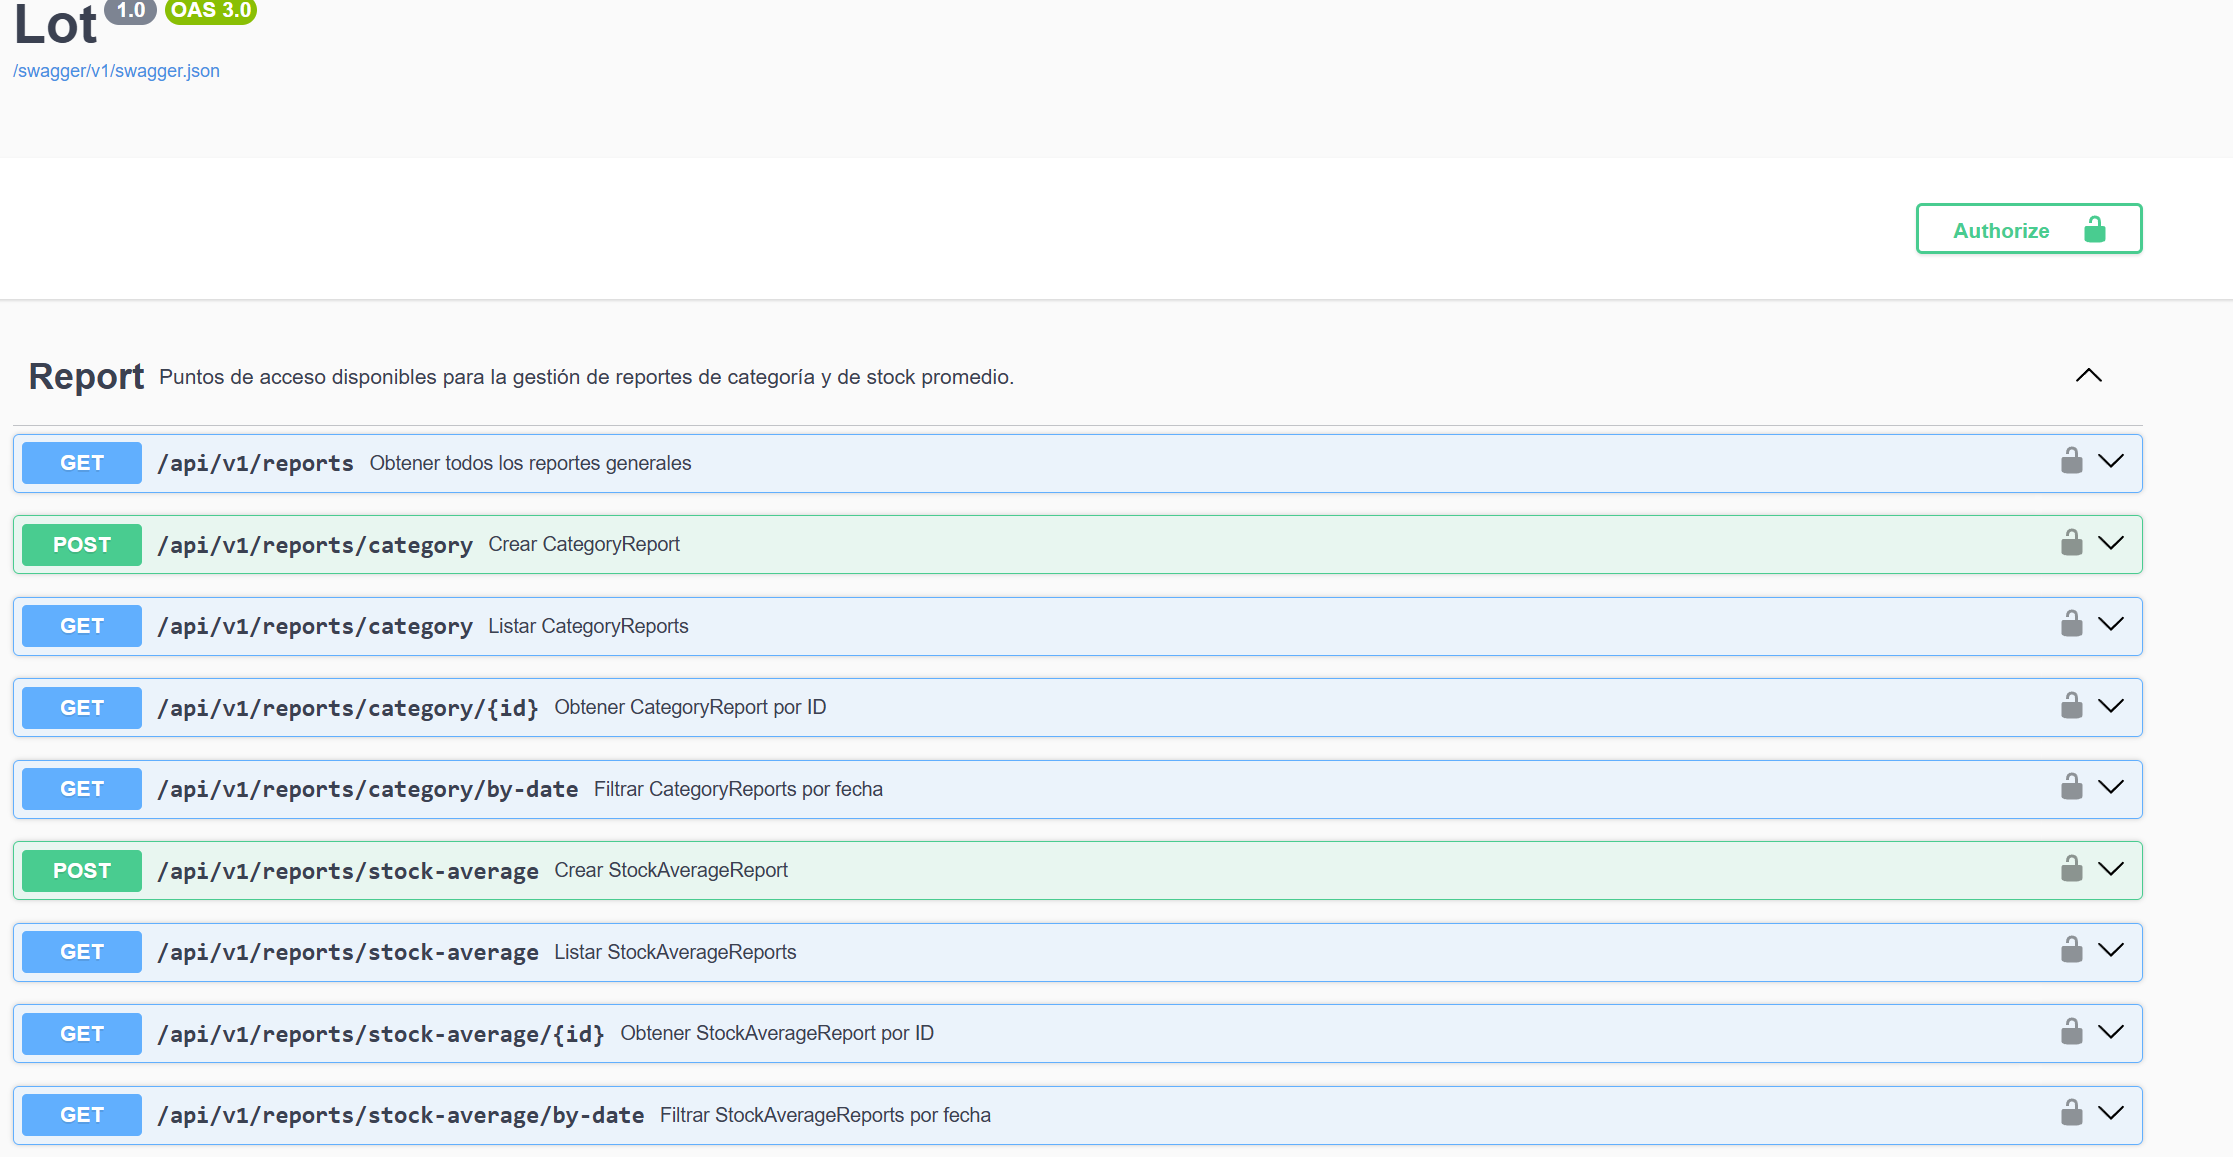 Lot 1.0 OAS 3.0
/swagger/v1/swagger.json
Authorize
Report Puntos de acceso disponibles para la gestión de reportes de categoría y de stock promedio.
GET /api/v1/reports Obtener todos los reportes generales
POST /api/v1/reports/category Crear CategoryReport
GET /api/v1/reports/category Listar CategoryReports
GET /api/v1/reports/category/{id} Obtener CategoryReport por ID
GET /api/v1/reports/category/by-date Filtrar CategoryReports por fecha
POST /api/v1/reports/stock-average Crear StockAverageReport
GET /api/v1/reports/stock-average Listar StockAverageReports
GET /api/v1/reports/stock-average/{id} Obtener StockAverageReport por ID
GET /api/v1/reports/stock-average/by-date Filtrar StockAverageReports por fecha